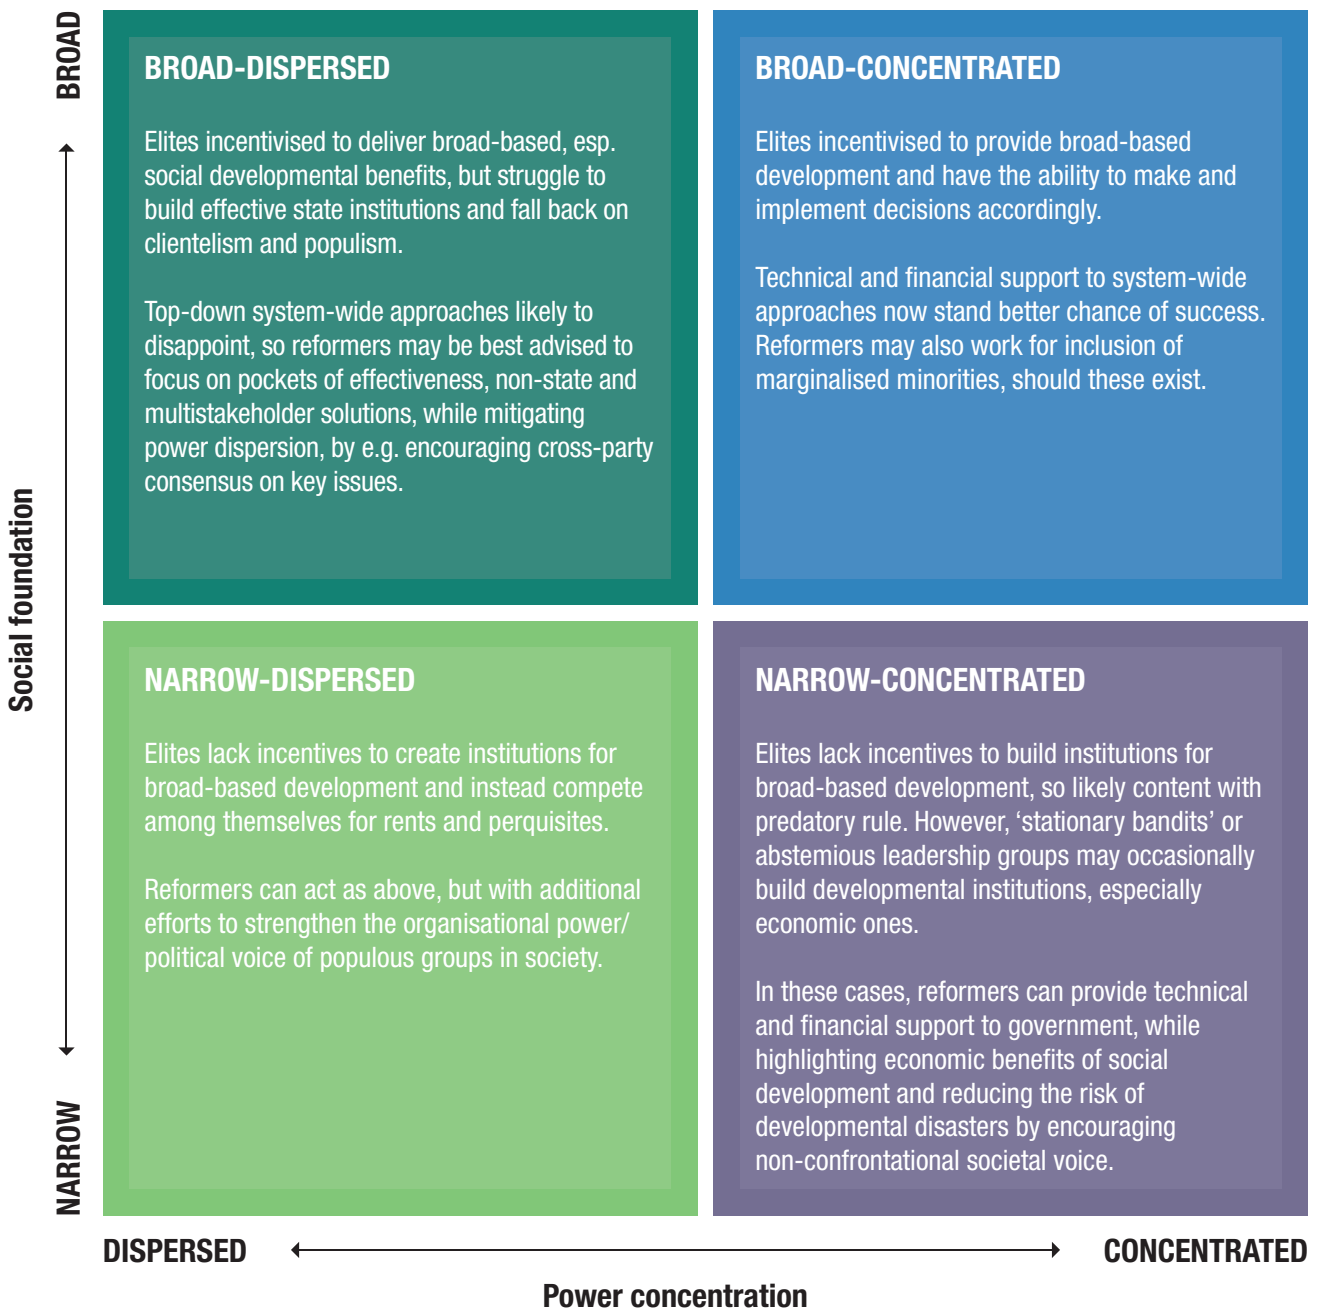 BROAD
Social foundation
NARROW
BROAD-DISPERSED
Elites incentivised to deliver broad-based, esp.
social developmental benefits, but struggle to
build effective state institutions and fall back on
clientelism and populism.
Top-down system-wide approaches likely to
disappoint, so reformers may be best advised to
focus on pockets of effectiveness, non-state and
multistakeholder solutions, while mitigating
power dispersion, by e.g. encouraging cross-party
consensus on key issues.
BROAD-CONCENTRATED
Elites incentivised to provide broad-based
development and have the ability to make and
implement decisions accordingly.
Technical and financial support to system-wide
approaches now stand better chance of success.
Reformers may also work for inclusion of
marginalised minorities, should these exist.
NARROW-DISPERSED
Elites lack incentives to create institutions for
broad-based development and instead compete
among themselves for rents and perquisites.
Reformers can act as above, but with additional
efforts to strengthen the organisational power/
political voice of populous groups in society.
NARROW-CONCENTRATED
Elites lack incentives to build institutions for
broad-based development, so likely content with
predatory rule. However, ‘stationary bandits’ or
abstemious leadership groups may occasionally
build developmental institutions, especially
economic ones.
In these cases, reformers can provide technical
and financial support to government, while
highlighting economic benefits of social
development and reducing the risk of
developmental disasters by encouraging
non-confrontational societal voice.
DISPERSED
CONCENTRATED
Power concentration